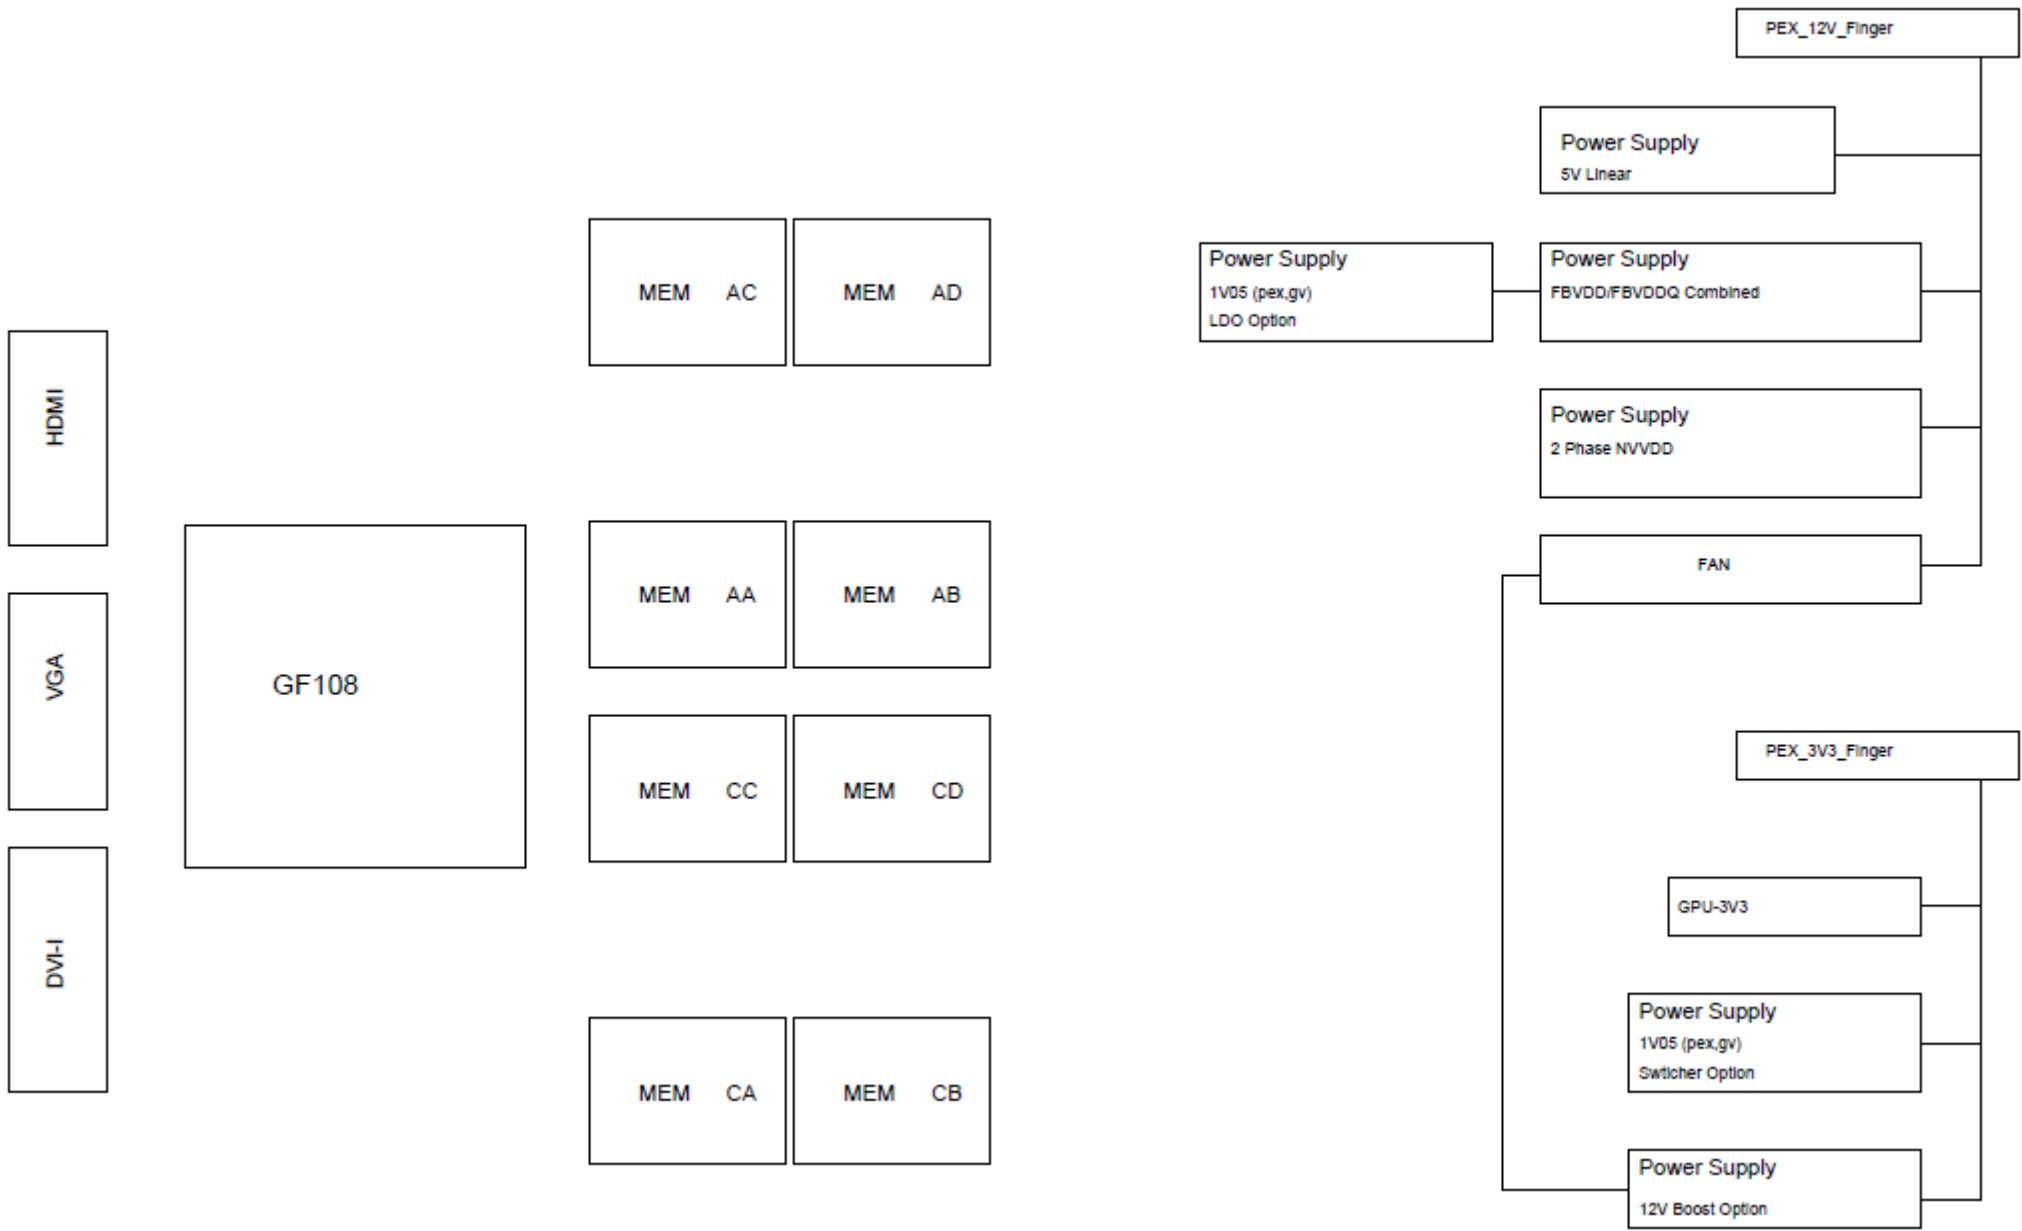 HDMI
VGA
DVI-I
GF108
MEM AC
MEM AD
MEM AA
MEM AB
MEM CC
MEM CD
MEM CA
MEM CB
PEX_12V_Finger
Power Supply
5V Linear
Power Supply
1V05 (pex,gv)
LDO Option
Power Supply
FBVDD/FBVDDQ Combined
Power Supply
2 Phase NVVDD
FAN
PEX_3V3_Finger
GPU-3V3
Power Supply
1V05 (pex,gv)
Swticher Option
Power Supply
12V Boost Option